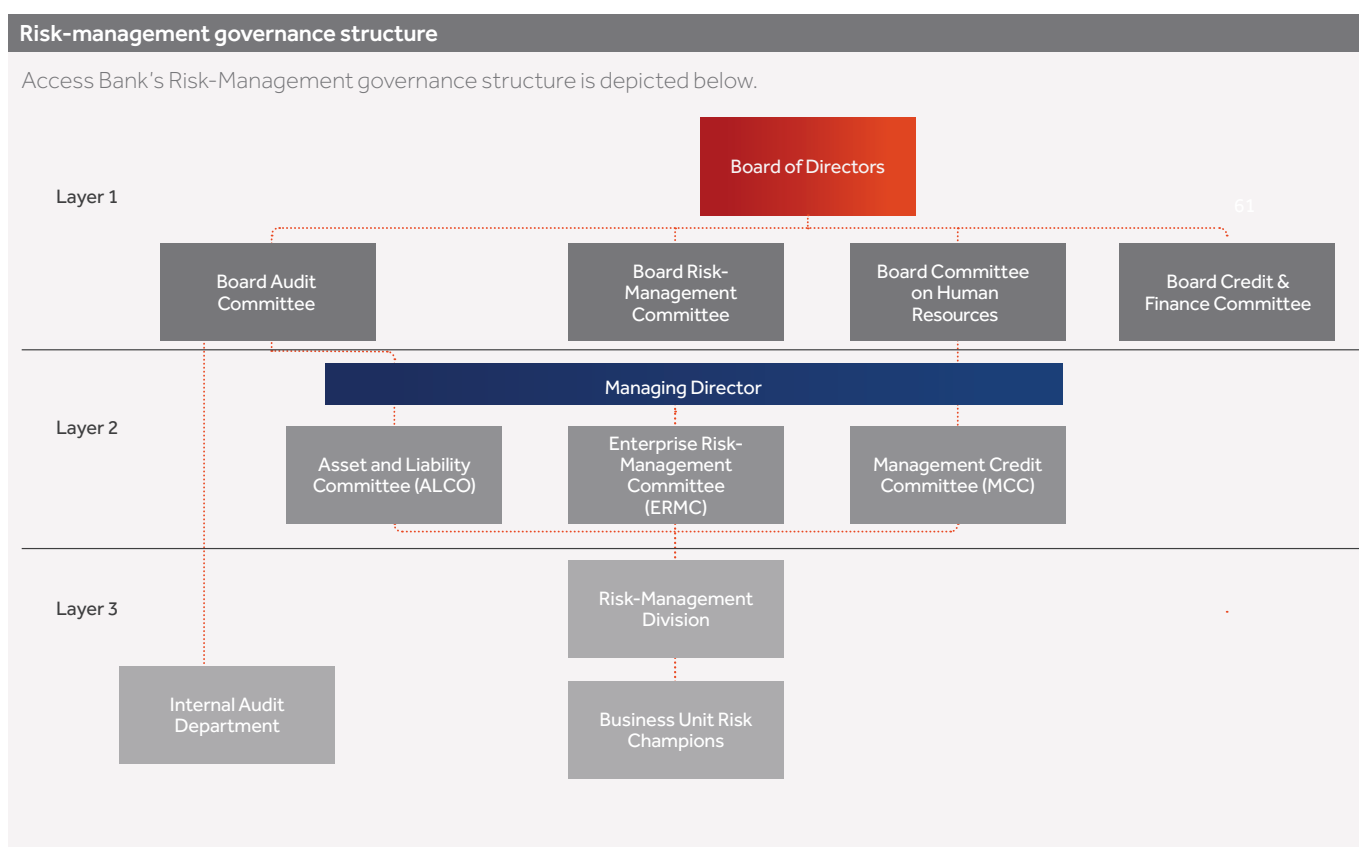 Risk-management governance structure
Access Bank's Risk-Management governance structure is depicted below.
Layer 1
Board of Directors
61
Board Audit
Committee
Board Risk-
Management
Committee
Board Committee
on Human
Resources
Board Credit &
Finance Committee
Layer 2
Managing Director
Asset and Liability
Committee (ALCO)
Enterprise Risk-
Management
Committee
(ERMC)
Management Credit
Committee (MCC)
Layer 3
Risk-Management
Division
Internal Audit
Department
Business Unit Risk
Champions